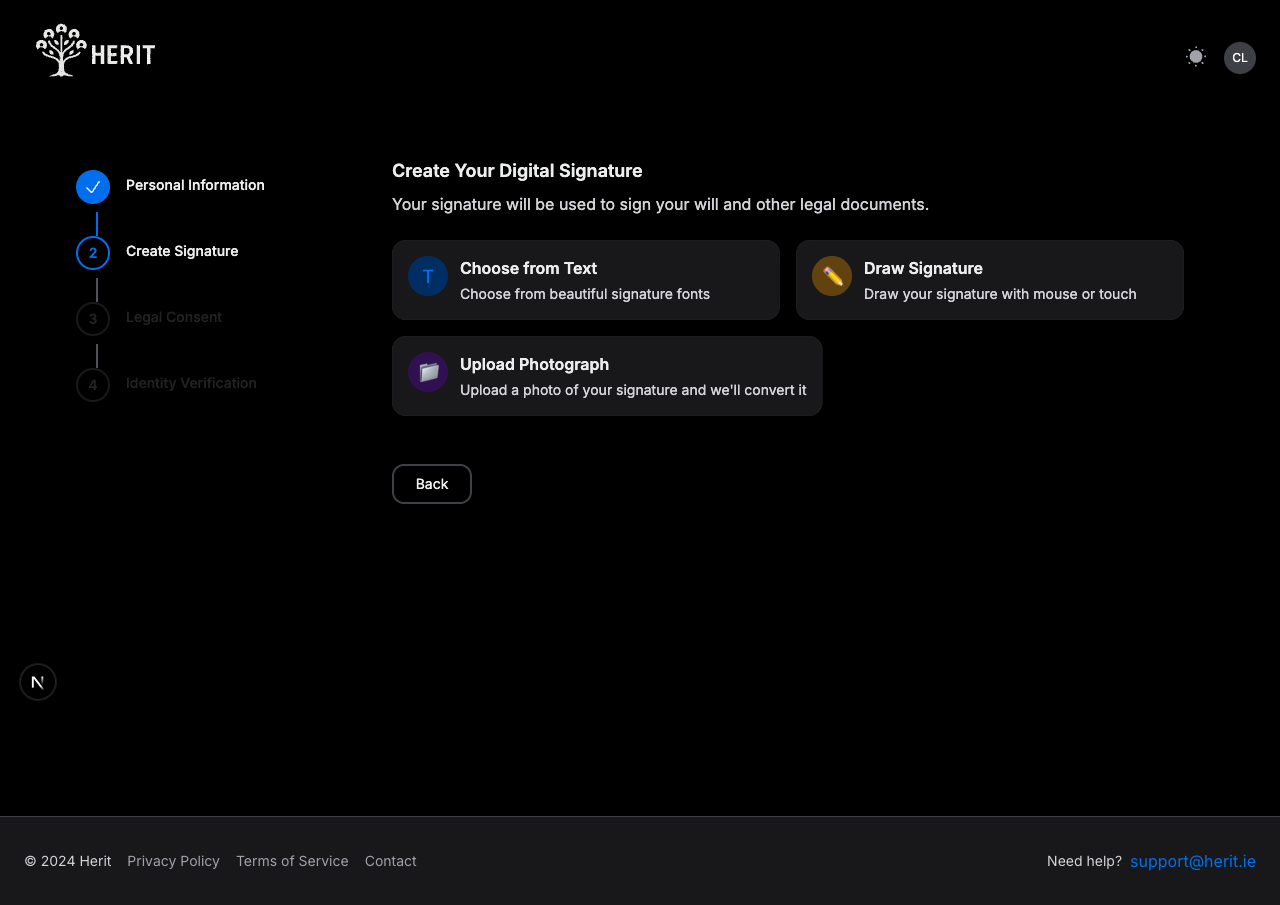 HERIT
CL
Personal Information
2
Create Signature
3
Legal Consent
4
Identity Verification
Create Your Digital Signature
Your signature will be used to sign your will and other legal documents.
T
Choose from Text
Choose from beautiful signature fonts
Draw Signature
Draw your signature with mouse or touch
Upload Photograph
Upload a photo of your signature and we'll convert it
Back
N
© 2024 Herit Privacy Policy Terms of Service Contact
Need help? support@herit.ie